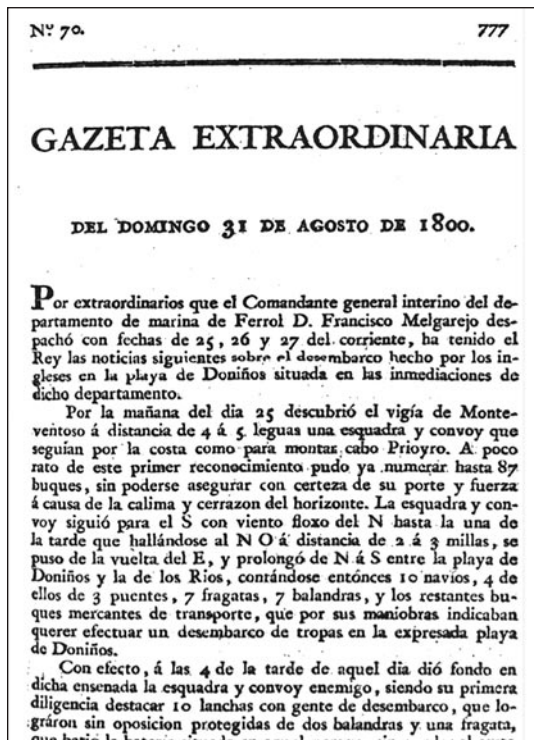 Nº 70.
777
GAZETA EXTRAORDINARIA
DEL DOMINGO 31 DE AGOSTO DE 1800.
Por extraordinarios que el Comandante general interino del de-
partamento de marina de Ferrol D. Francisco Melgarejo des-
pachó con fechas de 25, 26 y 27 del corriente, ha tenido el
Rey las noticias siguientes sobre el desembarco hecho por los in-
gleses en la playa de Doniños situada en las inmediaciones de
dicho departamento.
Por la mañana del dia 25 descubrió el vigía de Monte-
ventoso á distancia de 4 á 5 leguas una esquadra y convoy que
seguian por la costa como para montar cabo Prioyro. A poco
rato de este primer reconocimiento pudo ya numerar hasta 87
buques, sin poderse asegurar con certeza de su porte y fuerza
á causa de la calima y cerrazon del horizonte. La esquadra y con-
voy siguió para el S con viento floxo del N hasta la una de
la tarde que hallándose al N O á distancia de 2 á 3 millas, se
puso de la vuelta del E, y prolongó de N á S entre la playa de
Doniños y la de los Rios, contándose entónces 10 navíos, 4 de
ellos de 3 puentes, 7 fragatas, 7 balandras, y los restantes bu-
ques mercantes de transporte, que por sus maniobras indicaban
querer efectuar un desembarco de tropas en la expresada playa
de Doniños.
Con efecto, á las 4 de la tarde de aquel dia dió fondo en
dicha ensenada la esquadra y convoy enemigo, siendo su primera
diligencia destacar 10 lanchas con gente de desembarco, que lo-
gráron sin oposicion protegidas de dos balandras y una fragata,